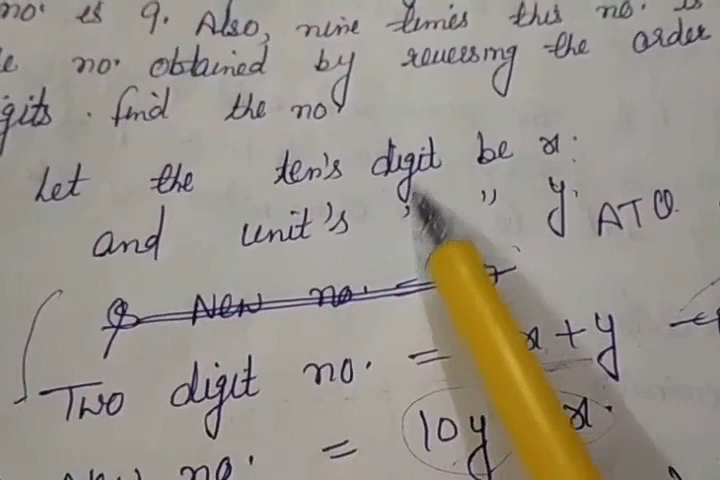 no. is 9. Also, nine times this no. is
no. obtained by reversing the order
gits. find the no
Let the ten's digit be x.
and unit's " " y. ATQ.
New no. =
Two digit no. = x + y
= 10y x.
no.